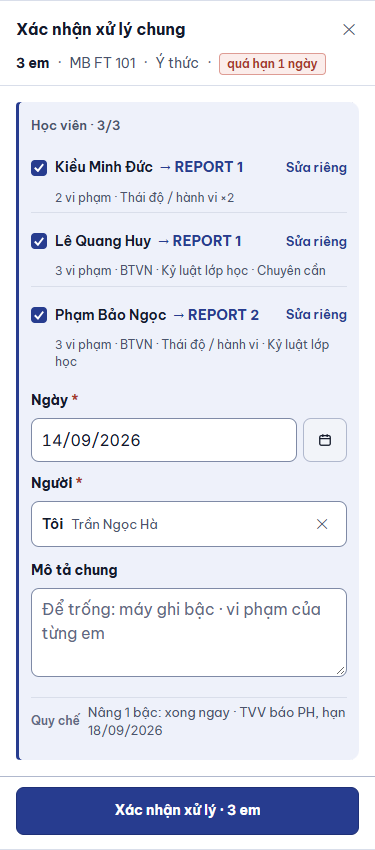 Xác nhận xử lý chung
3 em · MB FT 101 · Ý thức · quá hạn 1 ngày
Học viên · 3/3
Kiều Minh Đức → REPORT 1 Sửa riêng
2 vi phạm · Thái độ / hành vi ×2
Lê Quang Huy → REPORT 1 Sửa riêng
3 vi phạm · BTVN · Kỷ luật lớp học · Chuyên cần
Phạm Bảo Ngọc → REPORT 2 Sửa riêng
3 vi phạm · BTVN · Thái độ / hành vi · Kỷ luật lớp
học
Ngày *
14/09/2026
Người *
Tôi Trần Ngọc Hà
Mô tả chung
Để trống: máy ghi bậc · vi phạm của
từng em
Quy chế Nâng 1 bậc: xong ngay · TVV báo PH, hạn
18/09/2026
Xác nhận xử lý · 3 em